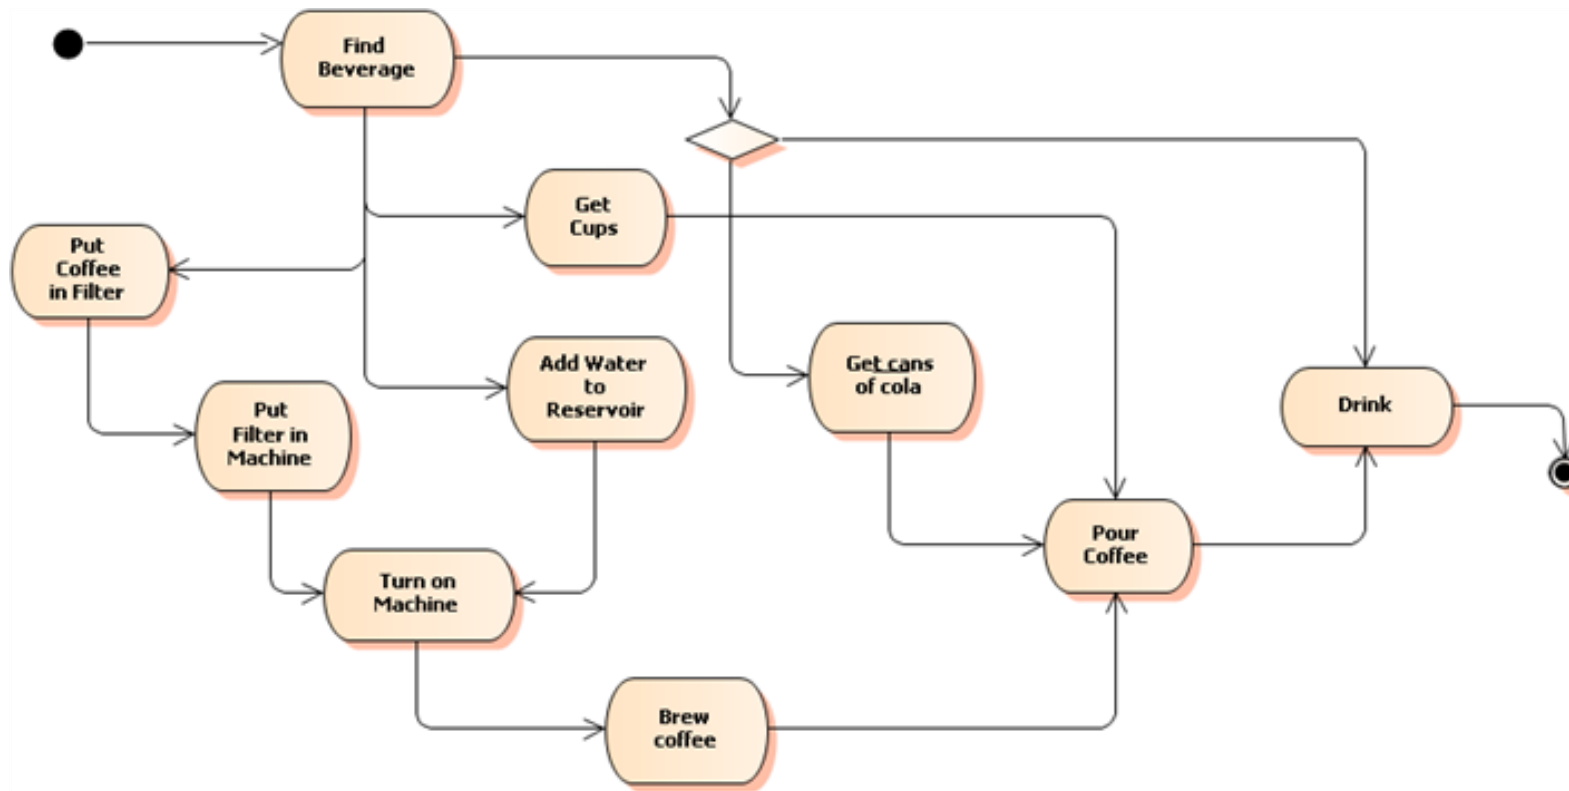 Find
Beverage
Get
Cups
Put
Coffee
in Filter
Add Water
to
Reservoir
Get cans
of cola
Drink
Put
Filter in
Machine
Pour
Coffee
Turn on
Machine
Brew
coffee